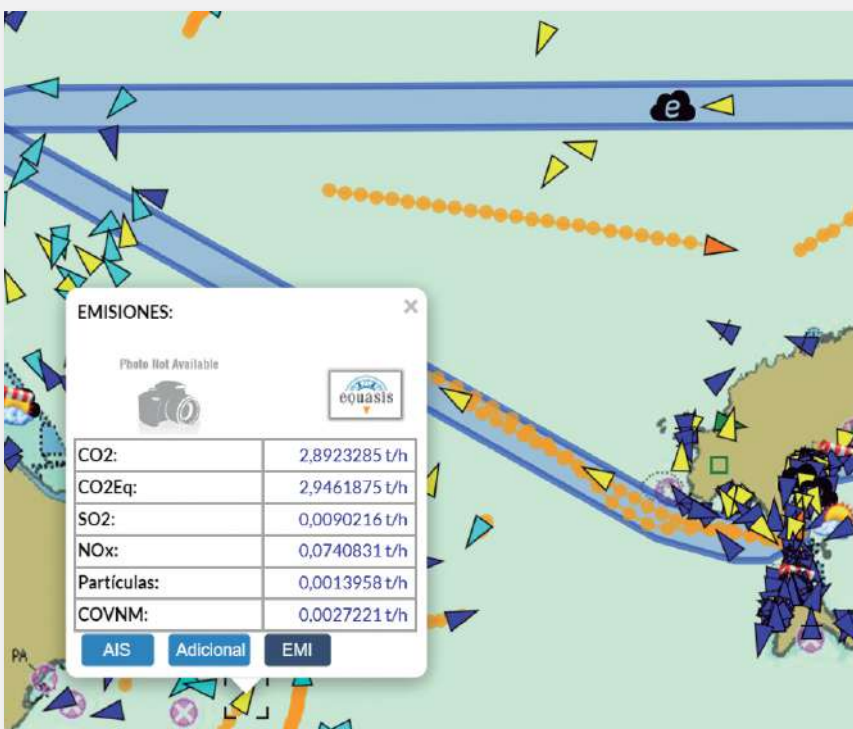 e
EMISIONES:
×
Photo Not Available
equasis
CO2: 2,8923285 t/h
CO2Eq: 2,9461875 t/h
SO2: 0,0090216 t/h
NOx: 0,0740831 t/h
Partículas: 0,0013958 t/h
COVNM: 0,0027221 t/h
AIS Adicional EMI
PA